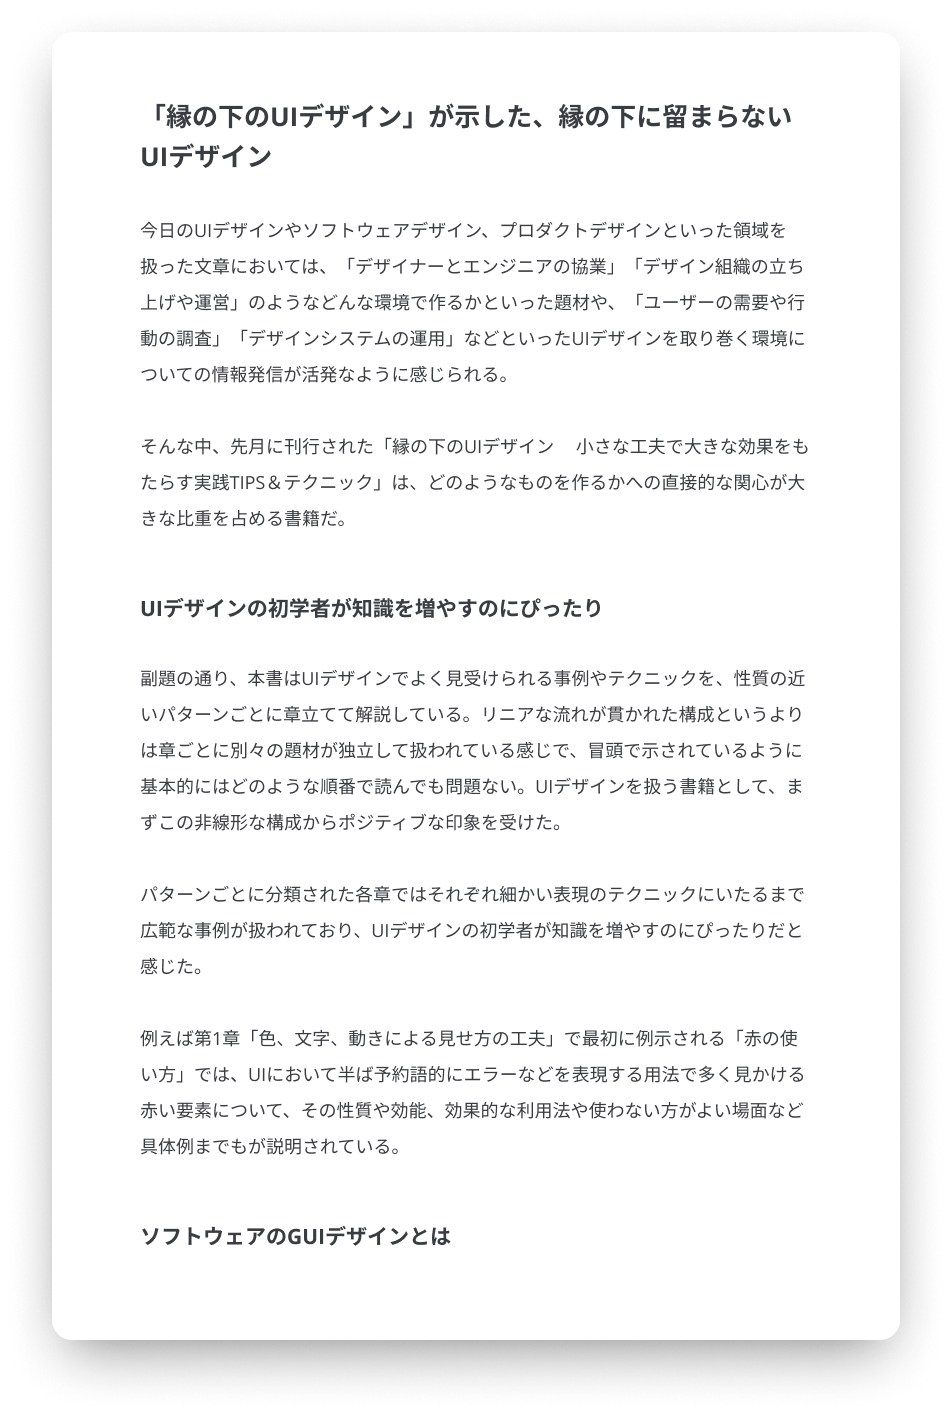 「縁の下のUIデザイン」が示した、縁の下に留まらない
UIデザイン
今日のUIデザインやソフトウェアデザイン、プロダクトデザインといった領域を
扱った文章においては、「デザイナーとエンジニアの協業」「デザイン組織の立ち
上げや運営」のようなどんな環境で作るかといった題材や、「ユーザーの需要や行
動の調査」「デザインシステムの運用」などといったUIデザインを取り巻く環境に
ついての情報発信が活発なように感じられる。
そんな中、先月に刊行された「縁の下のUIデザイン　小さな工夫で大きな効果をも
たらす実践TIPS＆テクニック」は、どのようなものを作るかへの直接的な関心が大
きな比重を占める書籍だ。
UIデザインの初学者が知識を増やすのにぴったり
副題の通り、本書はUIデザインでよく見受けられる事例やテクニックを、性質の近
いパターンごとに章立てて解説している。リニアな流れが貫かれた構成というより
は章ごとに別々の題材が独立して扱われている感じで、冒頭で示されているように
基本的にはどのような順番で読んでも問題ない。UIデザインを扱う書籍として、ま
ずこの非線形な構成からポジティブな印象を受けた。
パターンごとに分類された各章ではそれぞれ細かい表現のテクニックにいたるまで
広範な事例が扱われており、UIデザインの初学者が知識を増やすのにぴったりだと
感じた。
例えば第1章「色、文字、動きによる見せ方の工夫」で最初に例示される「赤の使
い方」では、UIにおいて半ば予約語的にエラーなどを表現する用法で多く見かける
赤い要素について、その性質や効能、効果的な利用法や使わない方がよい場面など
具体例までもが説明されている。
ソフトウェアのGUIデザインとは